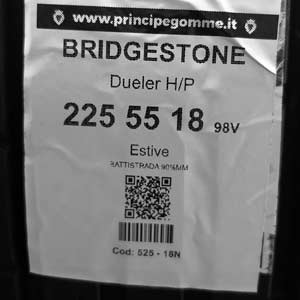 www.principegomme.it
BRIDGESTONE
Dueler H/P
225 55 18 98V
Estive
BATTISTRADA 90%MM
Cod: 525 - 18N